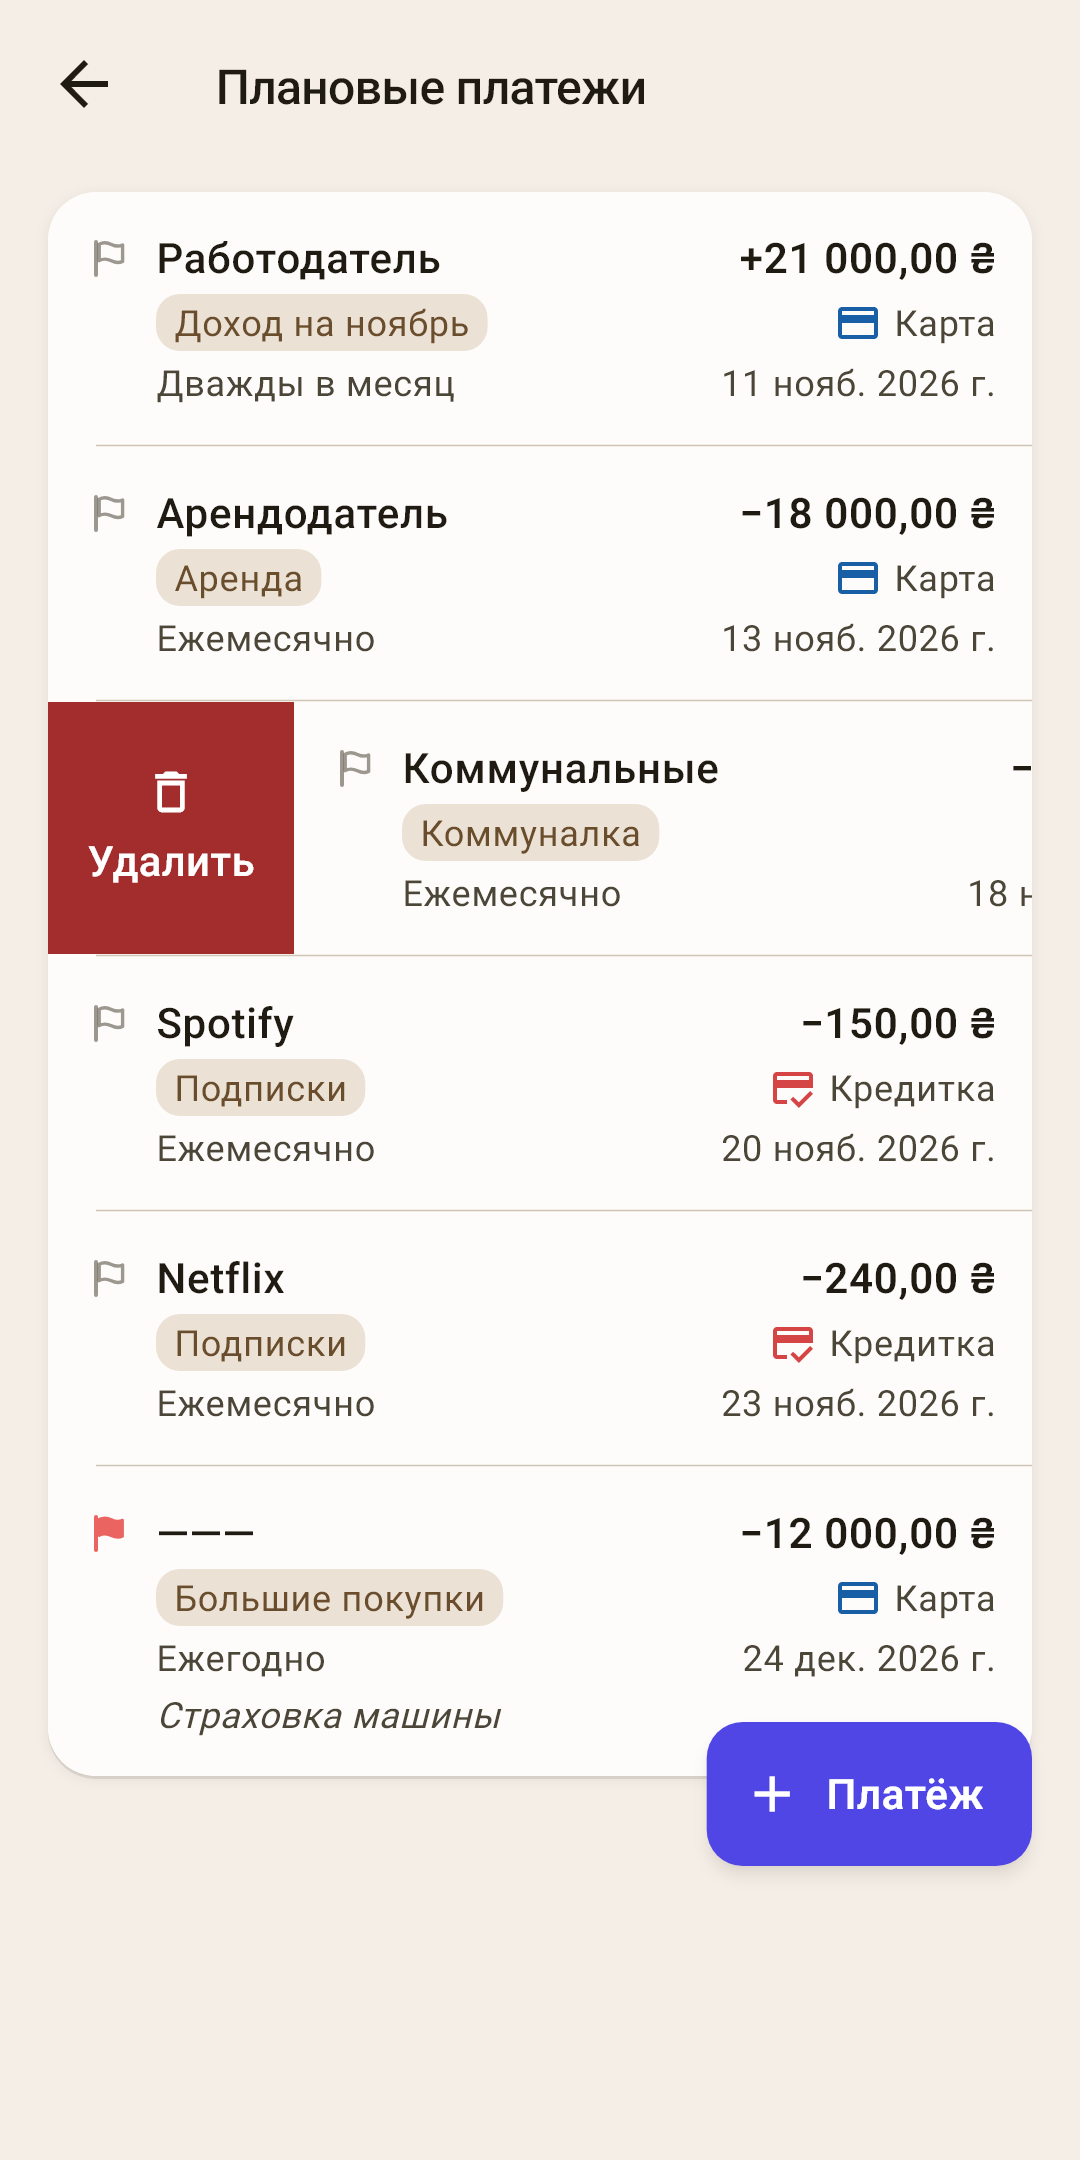 Плановые платежи
Работодатель +21 000,00 ₴
Доход на ноябрь Карта
Дважды в месяц 11 нояб. 2026 г.
Арендодатель −18 000,00 ₴
Аренда Карта
Ежемесячно 13 нояб. 2026 г.
Удалить
Коммунальные −
Коммуналка
Ежемесячно 18
Spotify −150,00 ₴
Подписки Кредитка
Ежемесячно 20 нояб. 2026 г.
Netflix −240,00 ₴
Подписки Кредитка
Ежемесячно 23 нояб. 2026 г.
——— −12 000,00 ₴
Большие покупки Карта
Ежегодно 24 дек. 2026 г.
Страховка машины
+ Платёж